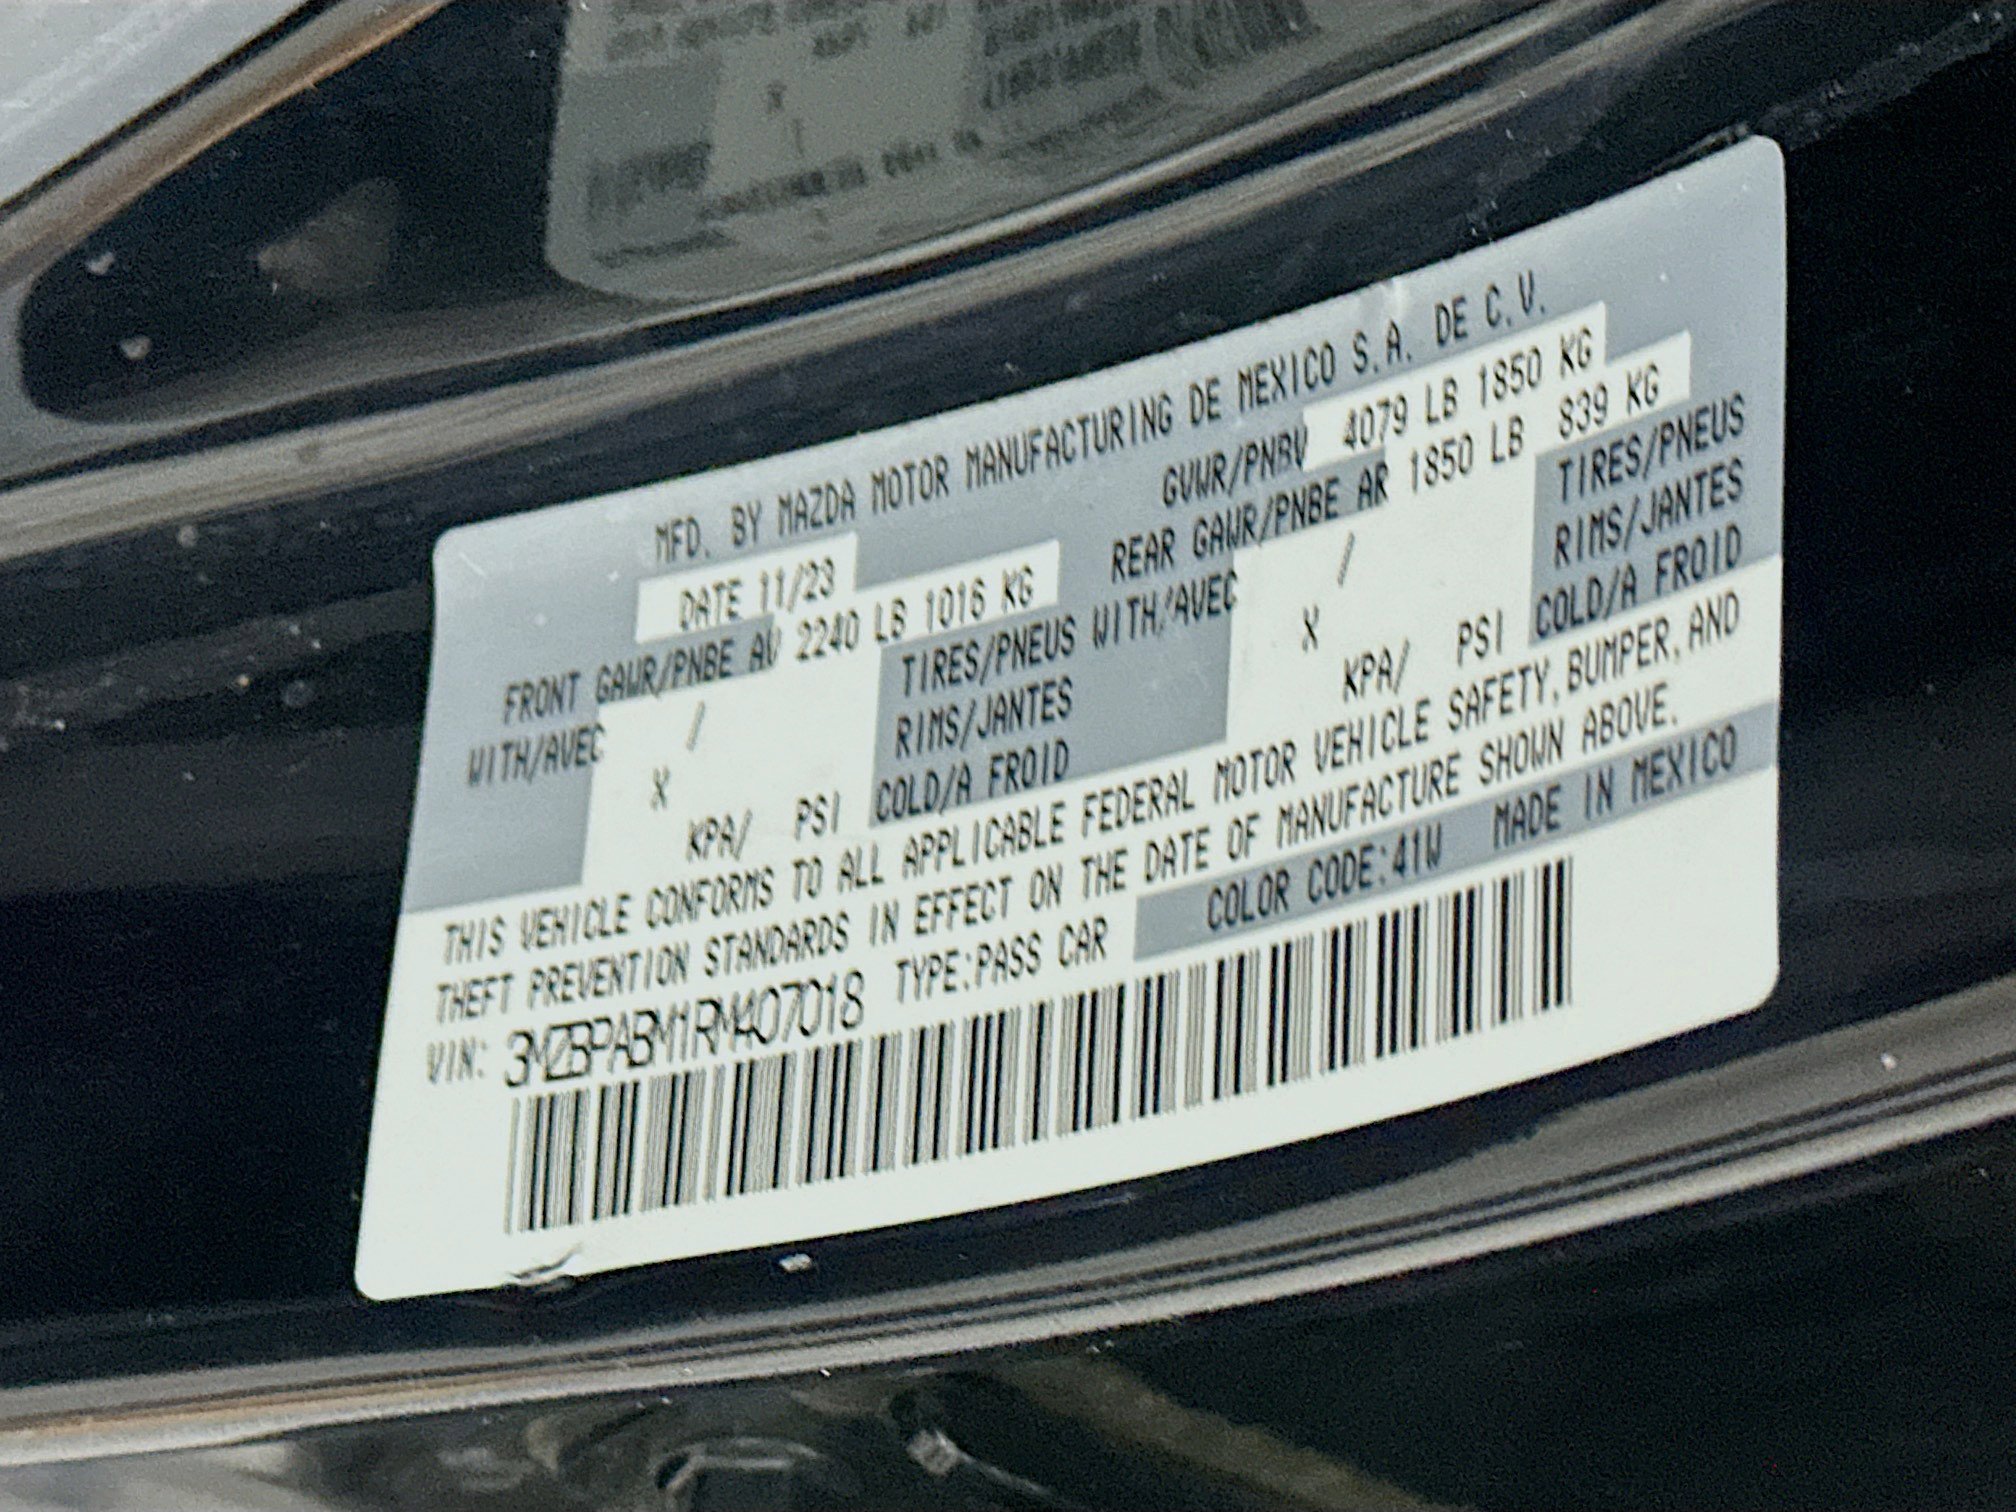 MFD. BY MAZDA MOTOR MANUFACTURING DE MEXICO S.A. DE C.V.
DATE 11/23 GVWR/PNBV 4079 LB 1850 KG
FRONT GAWR/PNBE AV 2240 LB 1016 KG REAR GAWR/PNBE AR 1850 LB 839 KG
WITH/AVEC / TIRES/PNEUS WITH/AVEC / TIRES/PNEUS
X RIMS/JANTES X RIMS/JANTES
KPA/ PSI COLD/A FROID KPA/ PSI COLD/A FROID
THIS VEHICLE CONFORMS TO ALL APPLICABLE FEDERAL MOTOR VEHICLE SAFETY, BUMPER, AND
THEFT PREVENTION STANDARDS IN EFFECT ON THE DATE OF MANUFACTURE SHOWN ABOVE.
VIN: 3MZBPABM1RM407018 TYPE:PASS CAR COLOR CODE:41W MADE IN MEXICO